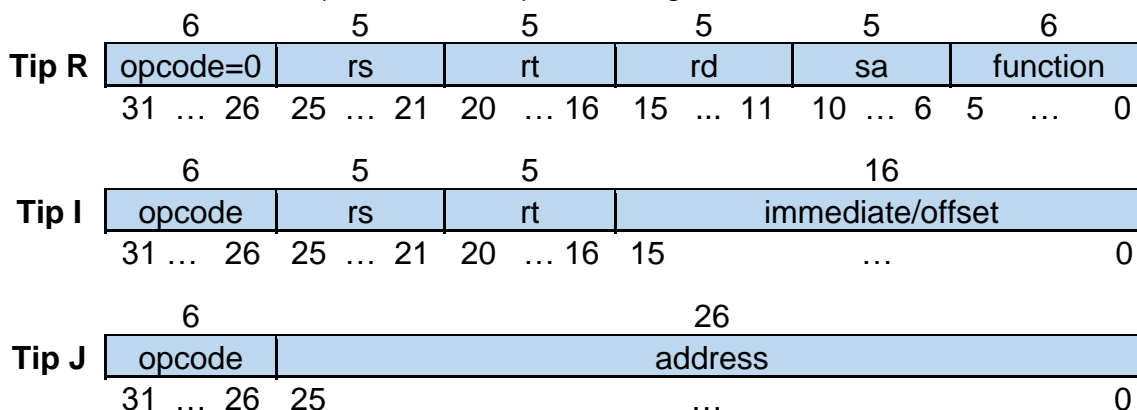 6 5 5 5 5 6
Tip R opcode=0 rs rt rd sa function
31 … 26 25 … 21 20 … 16 15 ... 11 10 … 6 5 … 0
6 5 5 16
Tip I opcode rs rt immediate/offset
31 … 26 25 … 21 20 … 16 15 … 0
6 26
Tip J opcode address
31 … 26 25 … 0